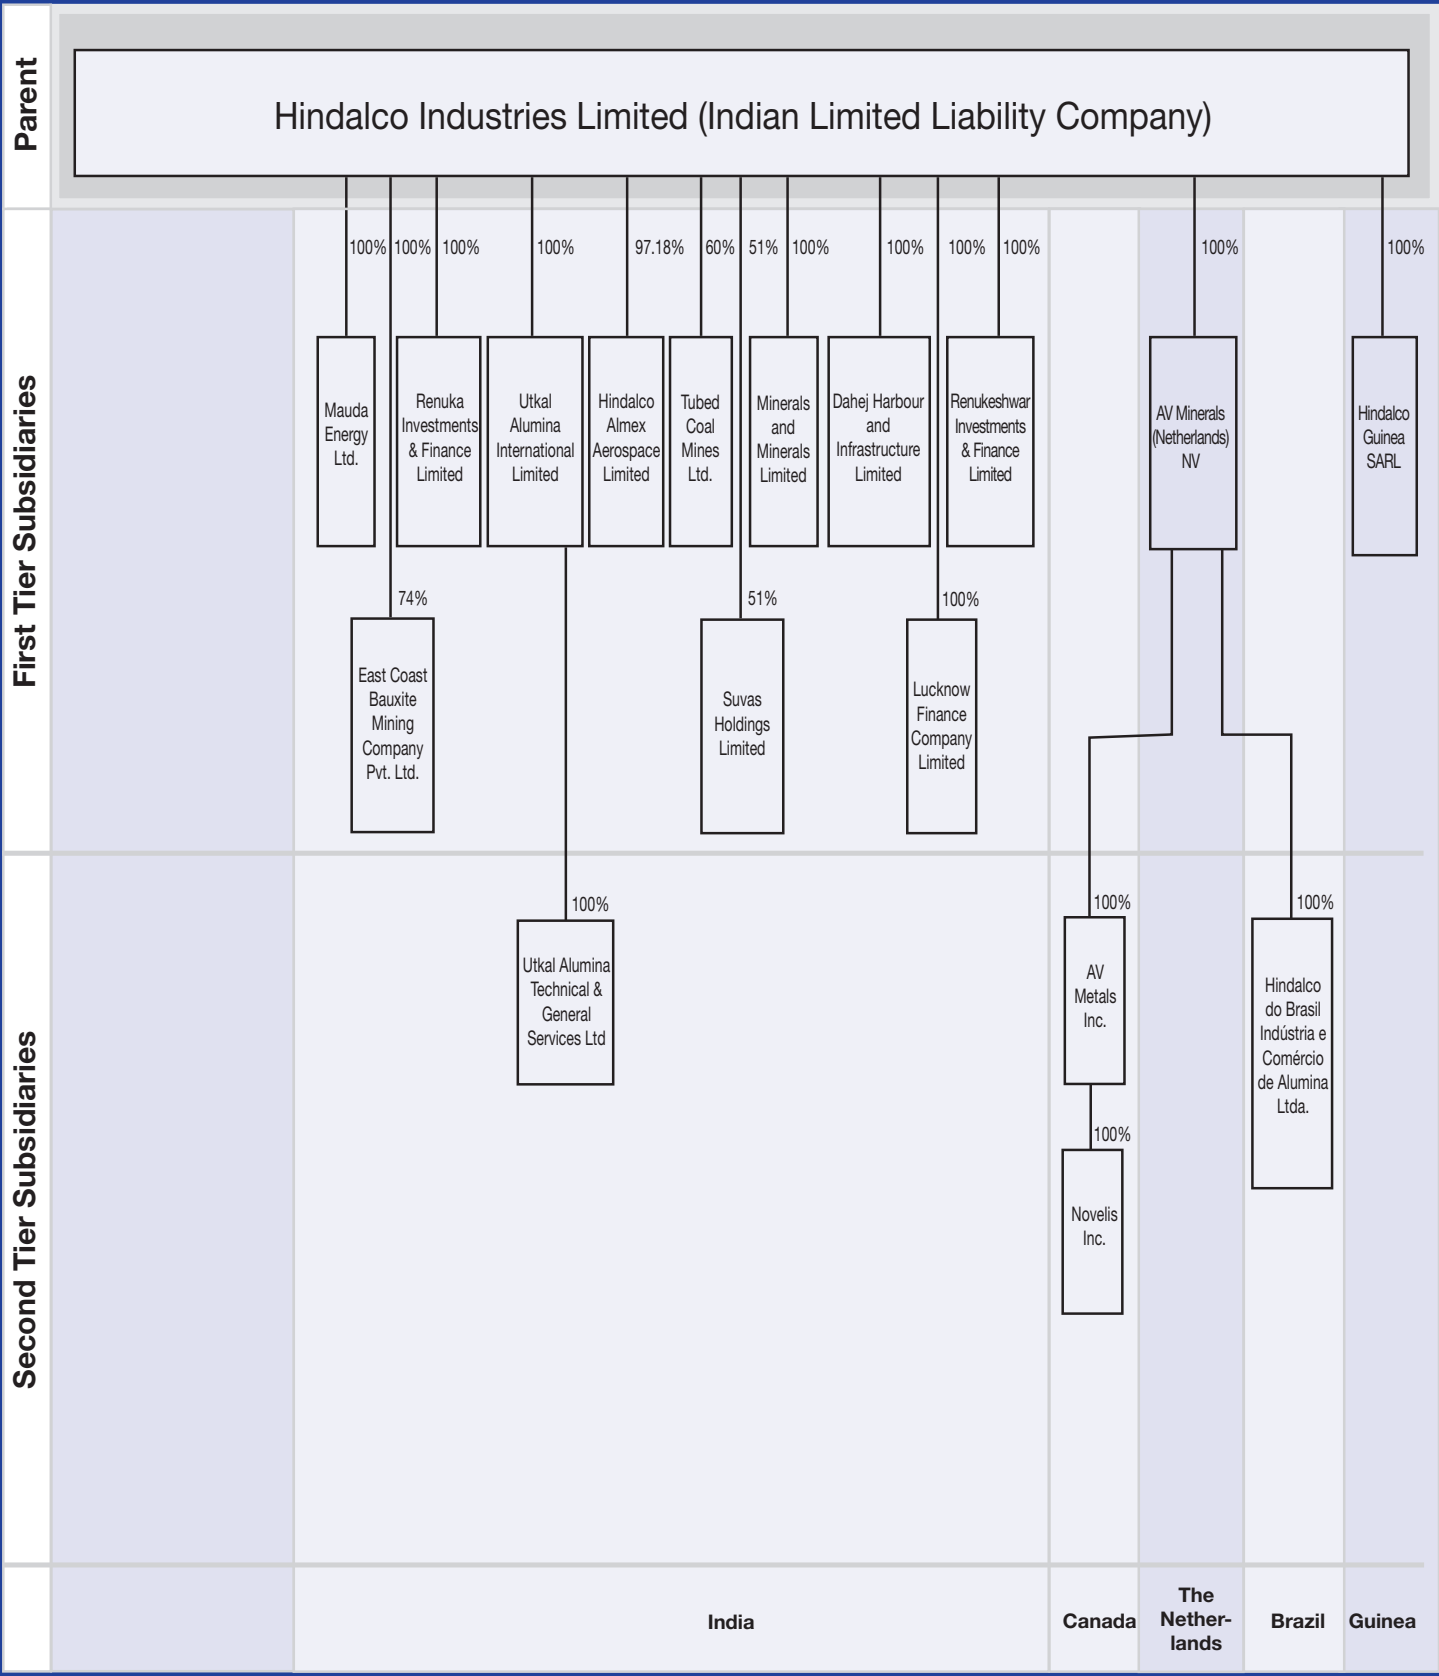 Parent
Hindalco Industries Limited (Indian Limited Liability Company)
First Tier Subsidiaries
100%
100%
100%
100%
97.18%
60%
51%
100%
100%
100%
100%
100%
100%
Mauda
Energy
Ltd.
Renuka
Investments
& Finance
Limited
Utkal
Alumina
International
Limited
Hindalco
Almex
Aerospace
Limited
Tubed
Coal
Mines
Ltd.
Minerals
and
Minerals
Limited
Dahej Harbour
and
Infrastructure
Limited
Renukeshwar
Investments
& Finance
Limited
AV Minerals
(Netherlands)
NV
Hindalco
Guinea
SARL
74%
East Coast
Bauxite
Mining
Company
Pvt. Ltd.
51%
Suvas
Holdings
Limited
100%
Lucknow
Finance
Company
Limited
Second Tier Subsidiaries
100%
Utkal Alumina
Technical &
General
Services Ltd
100%
AV
Metals
Inc.
100%
Novelis
Inc.
100%
Hindalco
do Brasil
Indústria e
Comércio
de Alumina
Ltda.
India
Canada
The
Nether-
lands
Brazil
Guinea